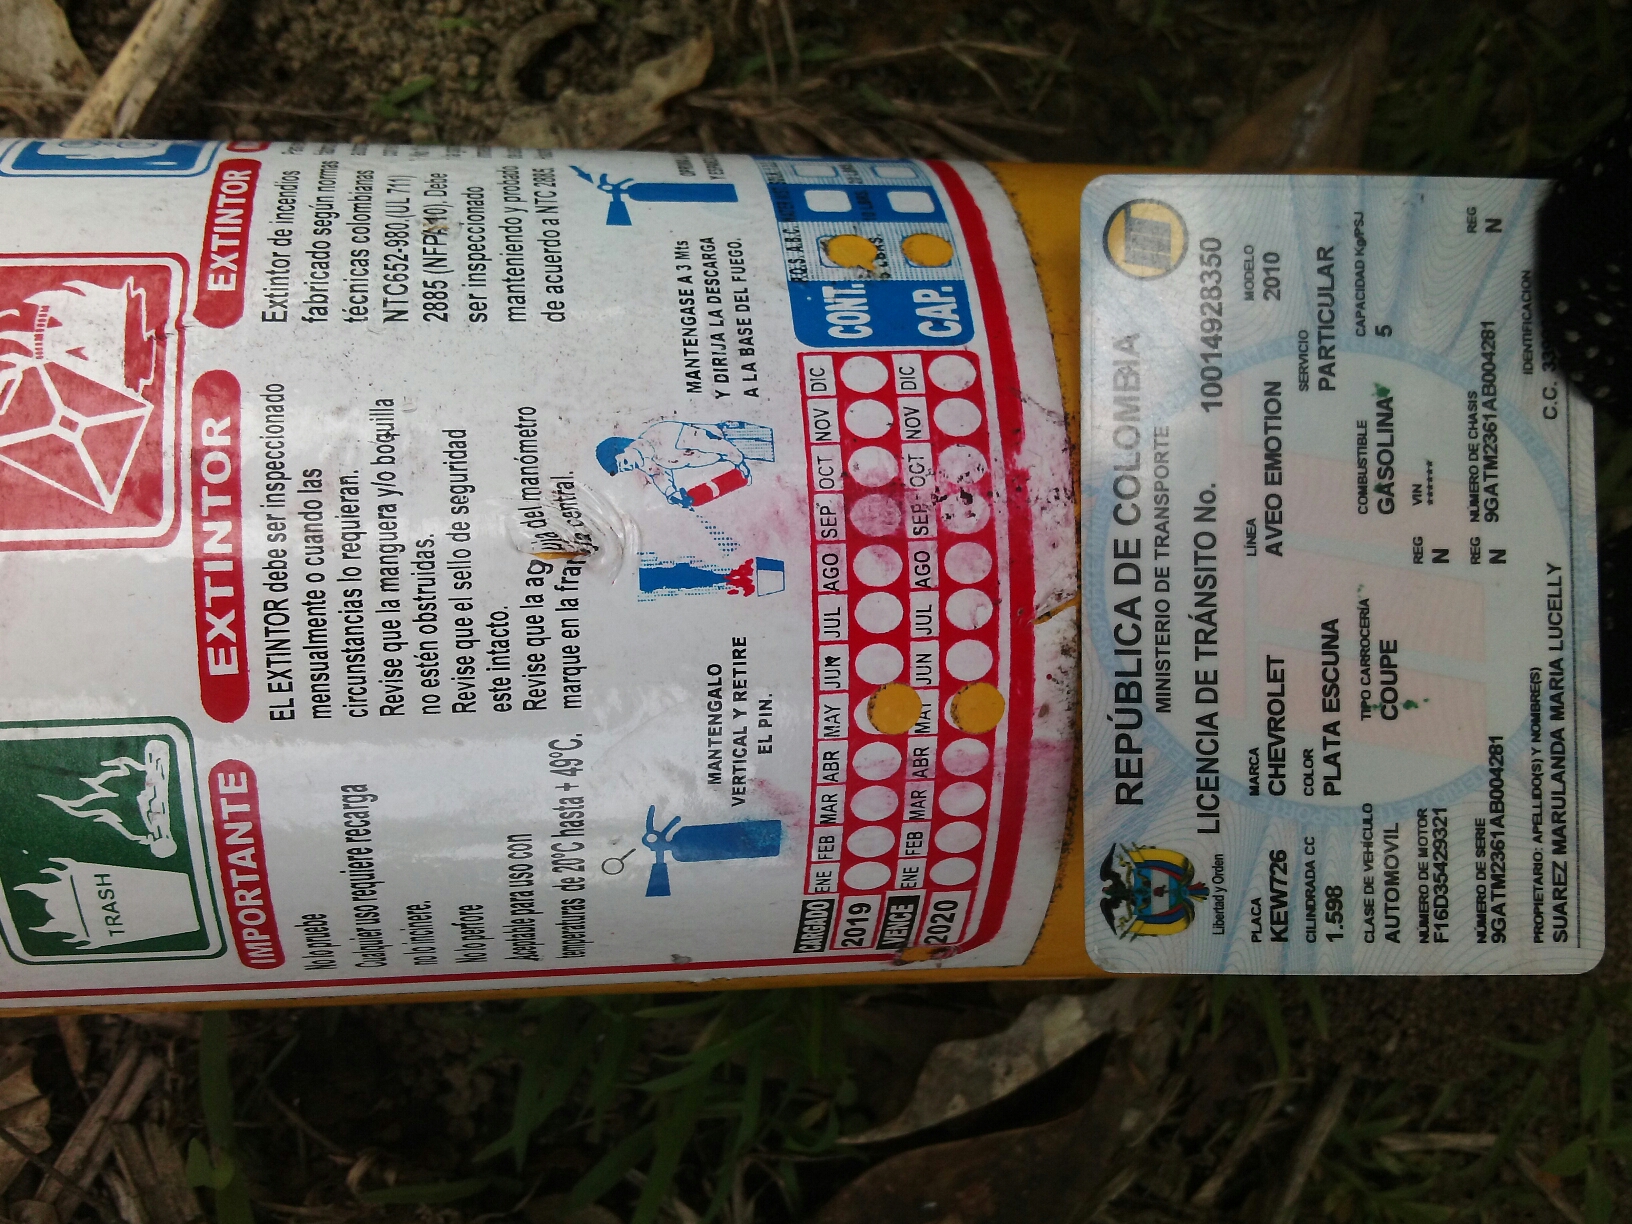 TRASH
IMPORTANTE
No lo pruebe
Cualquier uso requiere recarga
no lo incinere.
No lo perfore
Aceptable para uso con
temperaturas de 20°C hasta + 49°C.
EXTINTOR
EL EXTINTOR debe ser inspeccionado
mensualmente o cuando las
circunstancias lo requieran.
Revise que la manguera y/o boquilla
no estén obstruidas.
Revise que el sello de seguridad
este intacto.
Revise que la aguja del manómetro
marque en la franja central.
EXTINTOR
Extintor de incendios
fabricado según normas
técnicas colombianas
NTC652-980.(UL 711)
2885 (NFPA10). Debe
ser inspeccionado
manteniendo y probado
de acuerdo a NTC 2885
MANTENGALO
VERTICAL Y RETIRE
EL PIN.
MANTENGASE A 3 Mts
Y DIRIJA LA DESCARGA
A LA BASE DEL FUEGO.
CARGADO ENE FEB MAR ABR MAY JUN JUL AGO SEP OCT NOV DIC
2019
VENCE ENE FEB MAR ABR MAY JUN JUL AGO SEP OCT NOV DIC
2020
CONT.
P.Q.S. A.B.C.
CAP.
REPÚBLICA DE COLOMBIA
MINISTERIO DE TRANSPORTE
Libertad y Orden
LICENCIA DE TRÁNSITO No. 10014928350
PLACA MARCA LÍNEA MODELO
KEW726 CHEVROLET AVEO EMOTION 2010
CILINDRADA CC COLOR SERVICIO
1.598 PLATA ESCUNA PARTICULAR
CLASE DE VEHÍCULO TIPO CARROCERÍA COMBUSTIBLE CAPACIDAD Kg/PSJ
AUTOMOVIL COUPE GASOLINA 5
NÚMERO DE MOTOR REG VIN
F16D354293​21 N ******
NÚMERO DE SERIE REG NÚMERO DE CHASIS REG
9GATM2361AB004281 N 9GATM2361AB004281 N
PROPIETARIO: APELLIDO(S) Y NOMBRE(S) IDENTIFICACION
SUAREZ MARULANDA MARIA LUCELLY C.C.